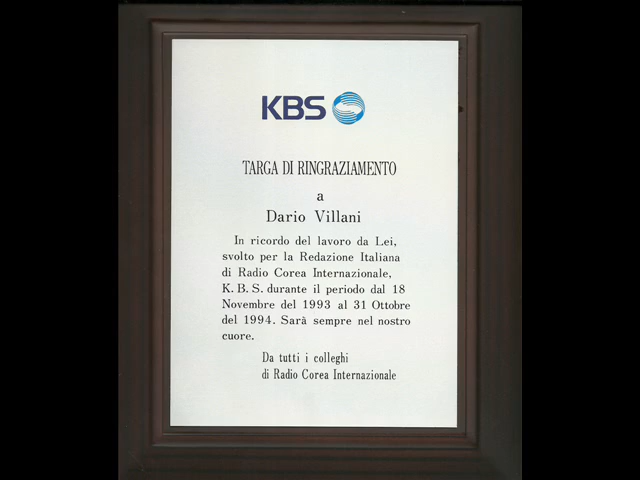 KBS
TARGA DI RINGRAZIAMENTO
a
Dario Villani
In ricordo del lavoro da Lei,
svolto per la Redazione Italiana
di Radio Corea Internazionale,
K. B. S. durante il periodo dal 18
Novembre del 1993 al 31 Ottobre
del 1994. Sarà sempre nel nostro
cuore.
Da tutti i colleghi
di Radio Corea Internazionale